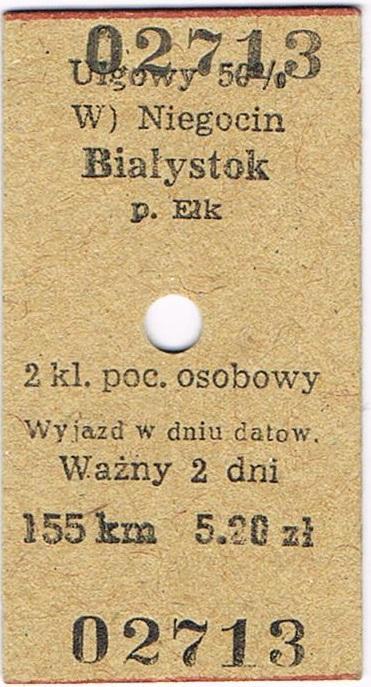 02713
Ulgowy 50%
W) Niegocin
Białystok
p. Ełk
2 kl. poc. osobowy
Wyjazd w dniu datow.
Ważny 2 dni
155 km 5.20 zł
02713